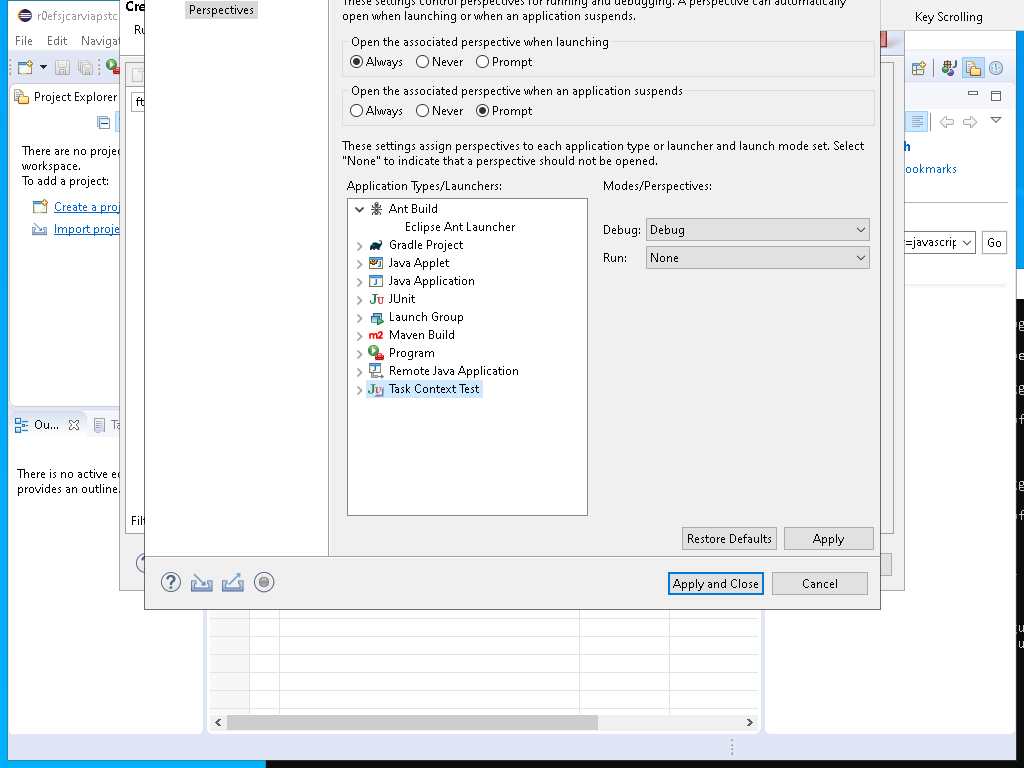 r0efsjcarviapstc
Cre
Perspectives
These settings control perspectives for running and debugging. A perspective can automatically
open when launching or when an application suspends.
Key Scrolling
File Edit Navigat
Ru
Open the associated perspective when launching
Always Never Prompt
Open the associated perspective when an application suspends
Always Never Prompt
Project Explorer
ft
There are no proje
workspace.
To add a project:
Create a proj
Import proje
These settings assign perspectives to each application type or launcher and launch mode set. Select
"None" to indicate that a perspective should not be opened.
Application Types/Launchers:
Modes/Perspectives:
Ant Build
Eclipse Ant Launcher
Gradle Project
Java Applet
Java Application
JUnit
Launch Group
Maven Build
Program
Remote Java Application
Task Context Test
Debug: Debug
Run: None
h
ookmarks
=javascrip
Go
Ou...
Ta
There is no active e
provides an outline.
Filt
Restore Defaults
Apply
Apply and Close
Cancel